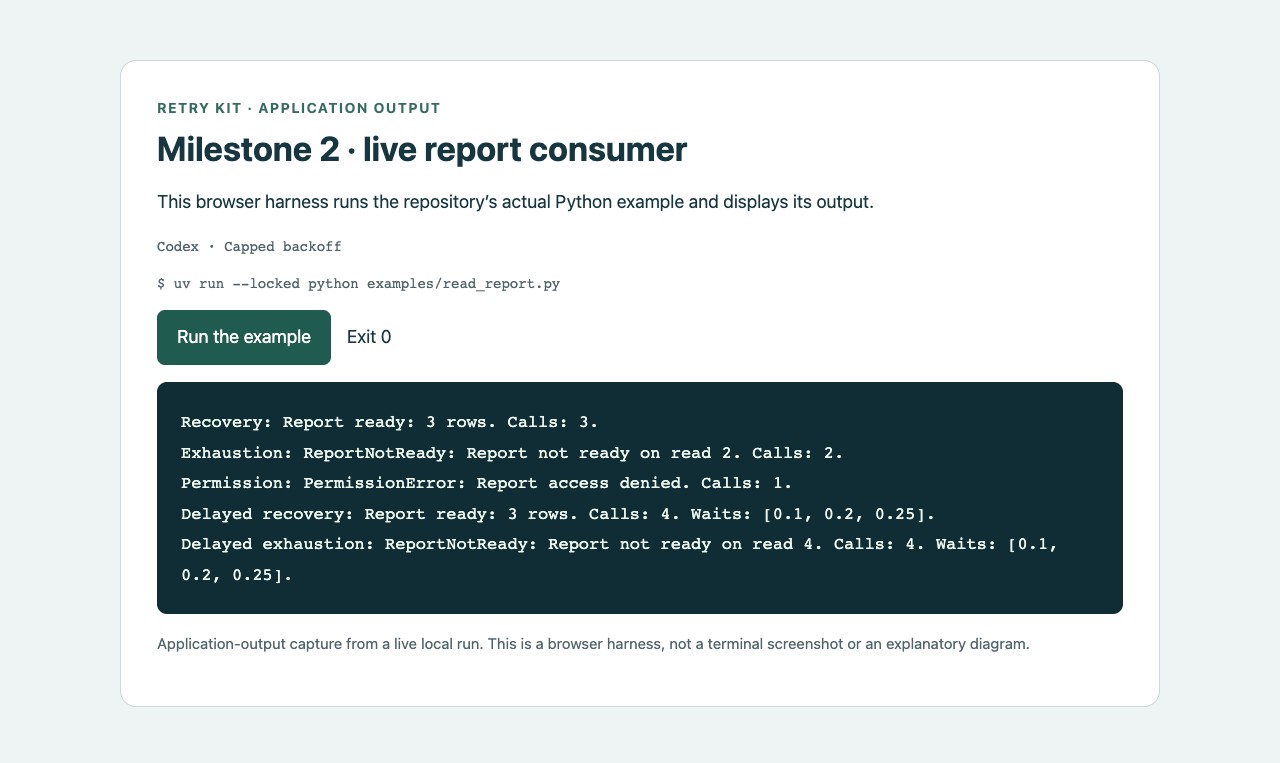 RETRY KIT · APPLICATION OUTPUT
Milestone 2 · live report consumer
This browser harness runs the repository’s actual Python example and displays its output.
Codex · Capped backoff
$ uv run --locked python examples/read_report.py
Run the example
Exit 0
Recovery: Report ready: 3 rows. Calls: 3.
Exhaustion: ReportNotReady: Report not ready on read 2. Calls: 2.
Permission: PermissionError: Report access denied. Calls: 1.
Delayed recovery: Report ready: 3 rows. Calls: 4. Waits: [0.1, 0.2, 0.25].
Delayed exhaustion: ReportNotReady: Report not ready on read 4. Calls: 4. Waits: [0.1,
0.2, 0.25].
Application-output capture from a live local run. This is a browser harness, not a terminal screenshot or an explanatory diagram.